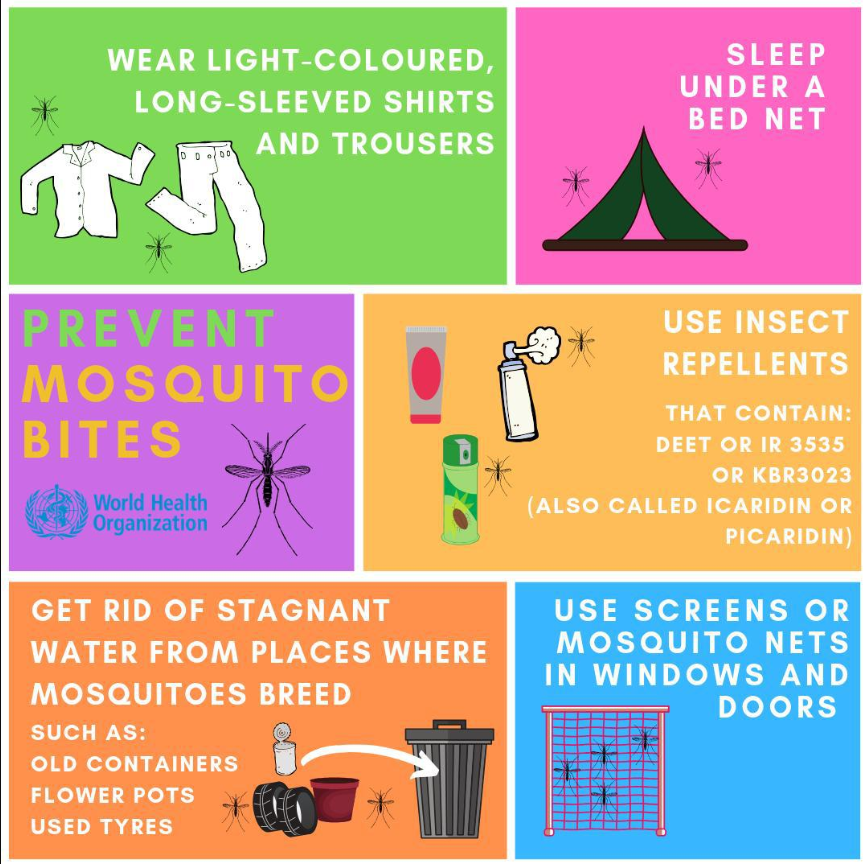 WEAR LIGHT-COLOURED,
LONG-SLEEVED SHIRTS
AND TROUSERS
SLEEP
UNDER A
BED NET
PREVENT
MOSQUITO
BITES
World Health
Organization
USE INSECT
REPELLENTS
THAT CONTAIN:
DEET OR IR 3535
OR KBR3023
(ALSO CALLED ICARIDIN OR
PICARIDIN)
GET RID OF STAGNANT
WATER FROM PLACES WHERE
MOSQUITOES BREED
SUCH AS:
OLD CONTAINERS
FLOWER POTS
USED TYRES
USE SCREENS OR
MOSQUITO NETS
IN WINDOWS AND
DOORS